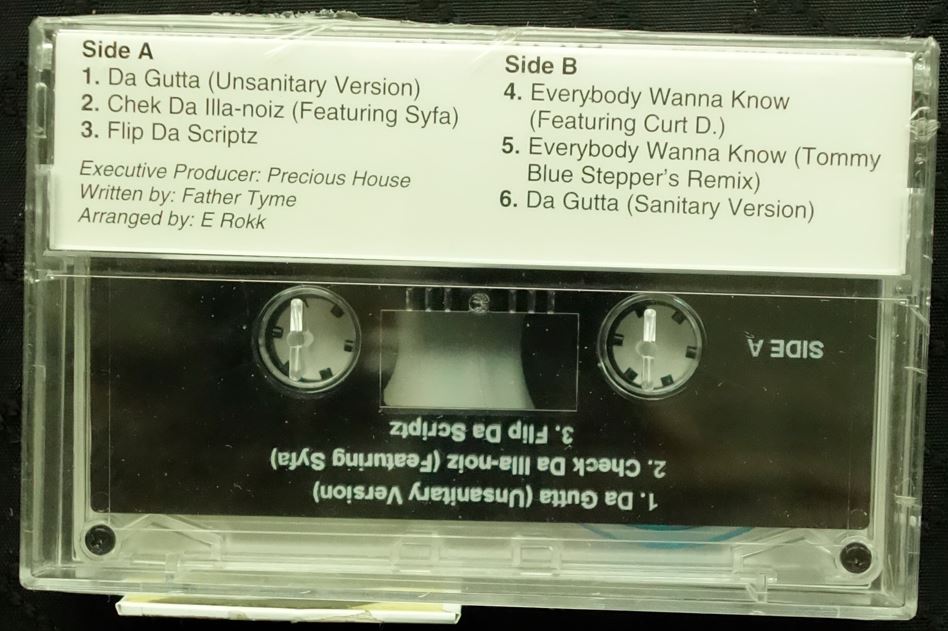 Side A
1. Da Gutta (Unsanitary Version)
2. Chek Da Illa-noiz (Featuring Syfa)
3. Flip Da Scriptz
Executive Producer: Precious House
Written by: Father Tyme
Arranged by: E Rokk
Side B
4. Everybody Wanna Know
(Featuring Curt D.)
5. Everybody Wanna Know (Tommy
Blue Stepper's Remix)
6. Da Gutta (Sanitary Version)
SIDE A
1. Da Gutta (Unsanitary Version)
2. Check Da Illa-noiz (Featuring Syfa)
3. Flip Da Scriptz